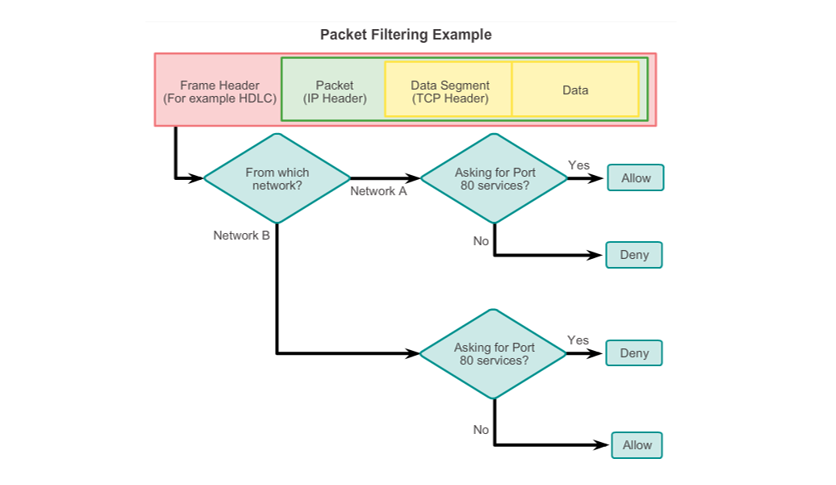 Packet Filtering Example
Frame Header
(For example HDLC)
Packet
(IP Header)
Data Segment
(TCP Header)
Data
From which
network?
Network A
Asking for Port
80 services?
Yes
Allow
No
Deny
Network B
Asking for Port
80 services?
Yes
Deny
No
Allow